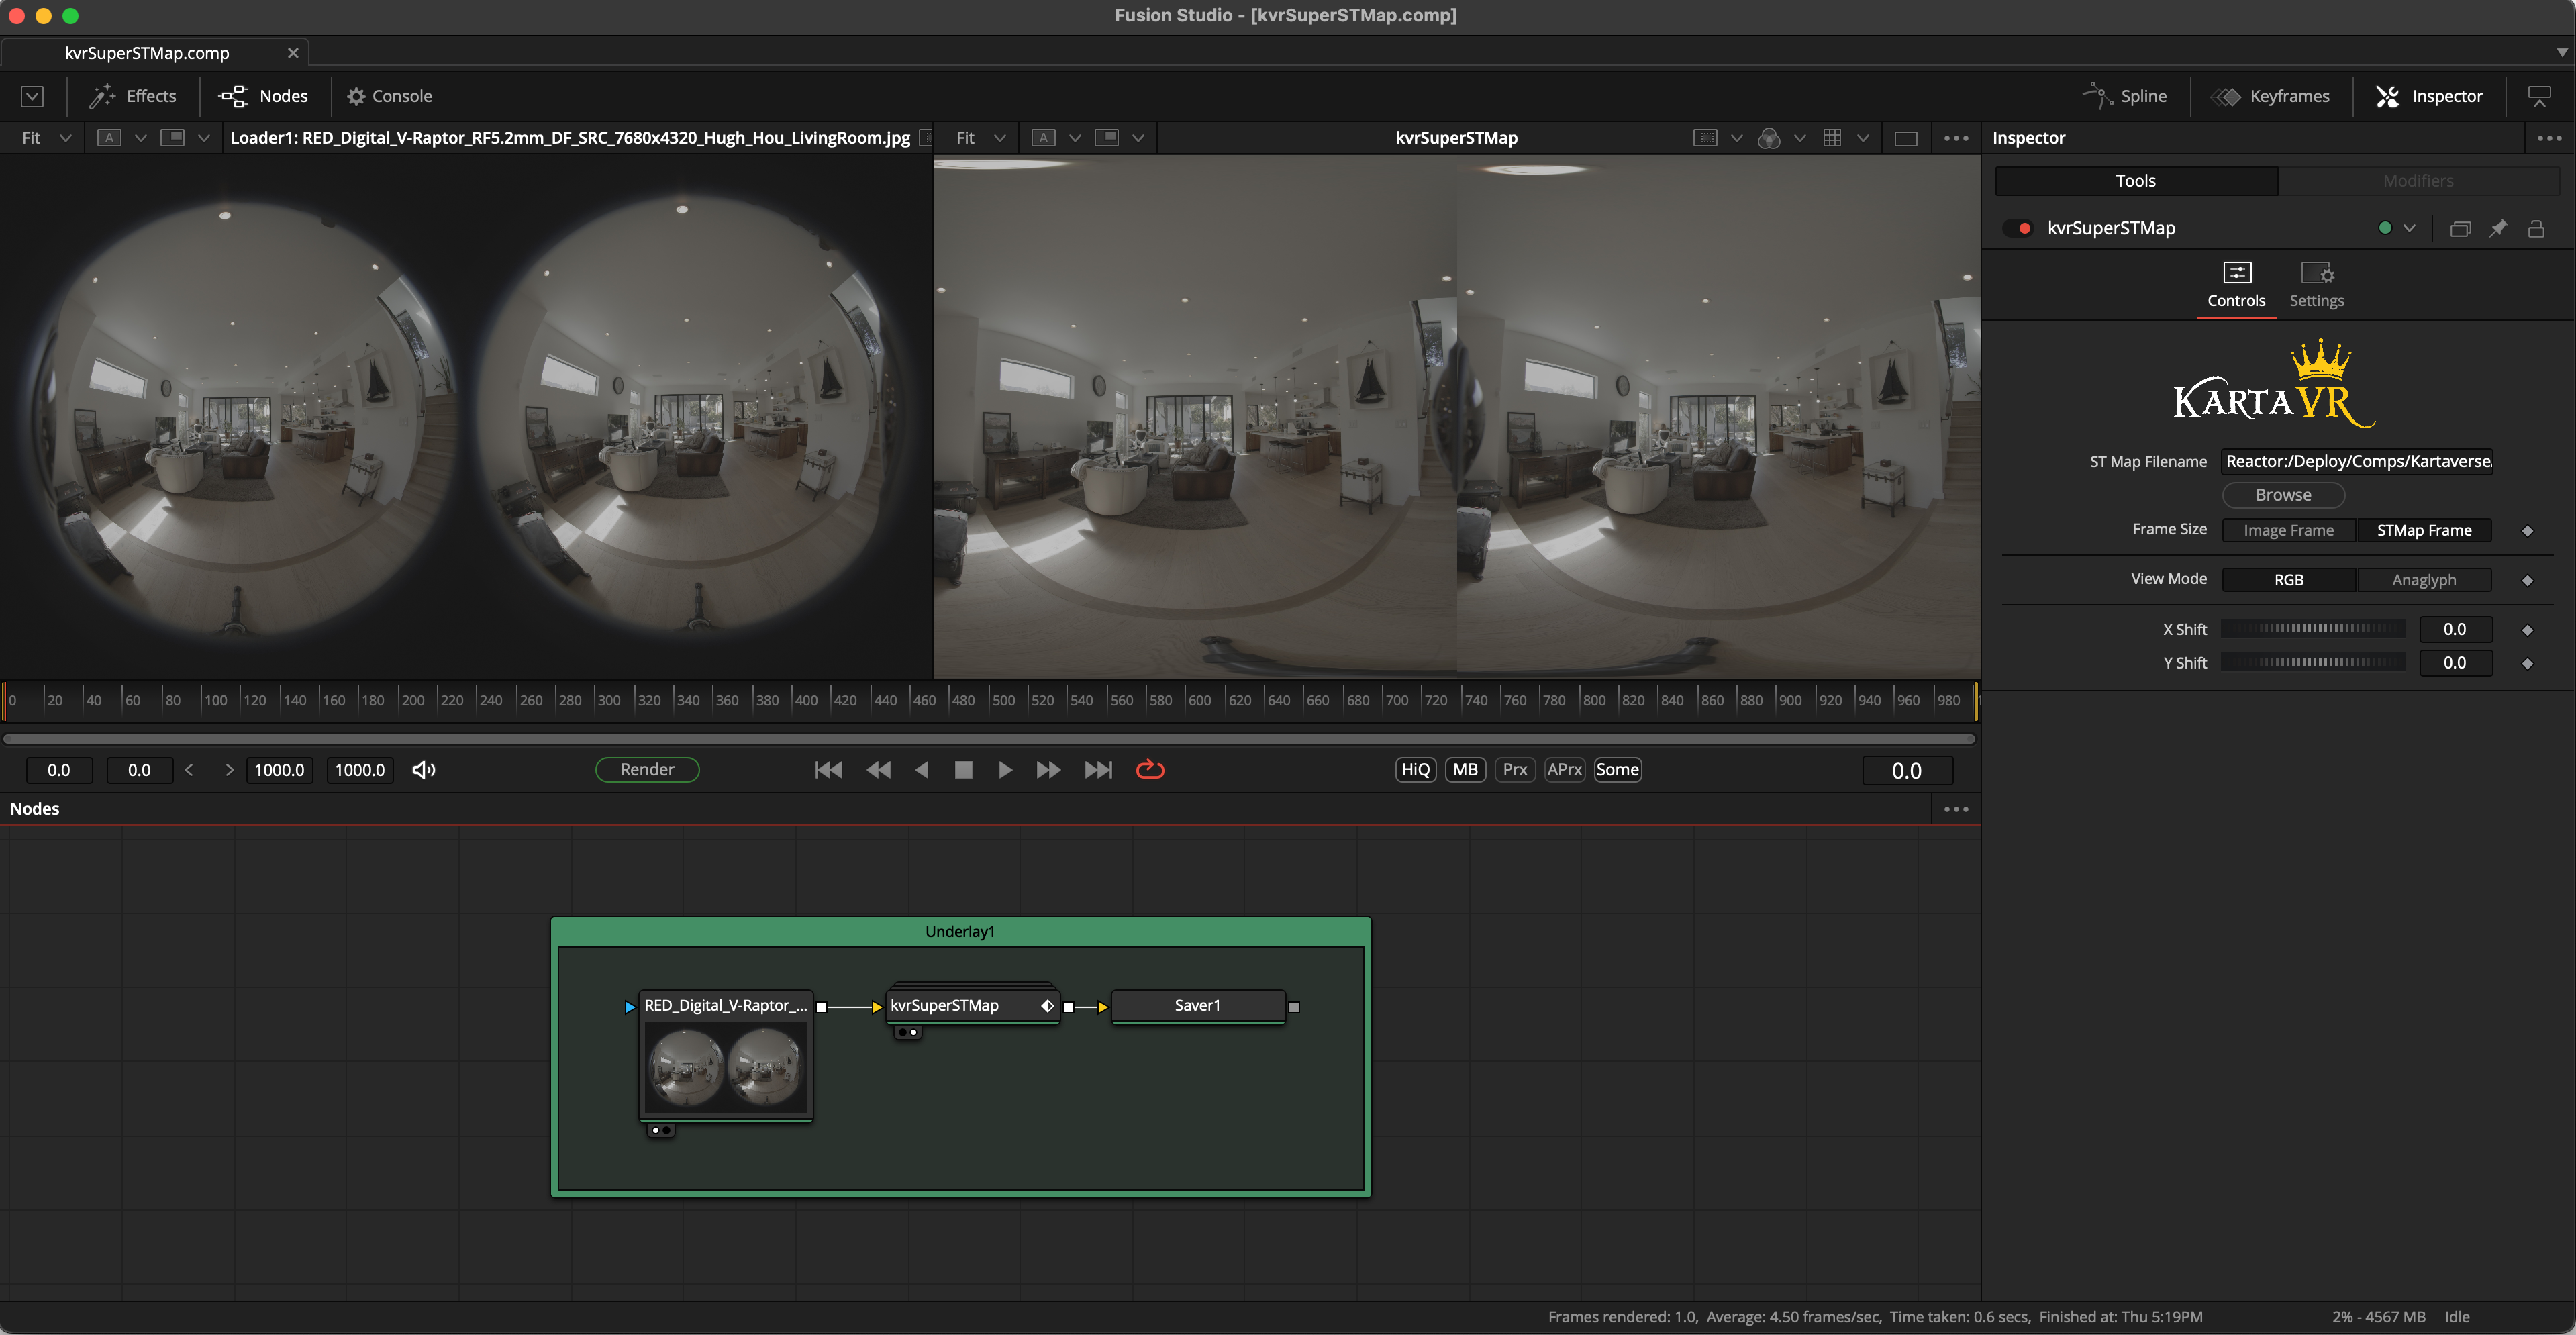 Fusion Studio - [kvrSuperSTMap.comp]
kvrSuperSTMap.comp
Effects
Nodes
Console
Spline
Keyframes
Inspector
Fit
A
Loader1: RED_Digital_V-Raptor_RF5.2mm_DF_SRC_7680x4320_Hugh_Hou_LivingRoom.jpg
Fit
A
kvrSuperSTMap
Inspector
Tools
Modifiers
kvrSuperSTMap
Controls
Settings
KARTAVR
ST Map Filename
Reactor:/Deploy/Comps/Kartaverse
Browse
Frame Size
Image Frame
STMap Frame
View Mode
RGB
Anaglyph
X Shift
0.0
Y Shift
0.0
0 20 40 60 80 100 120 140 160 180 200 220 240 260 280 300 320 340 360 380 400 420 440 460 480 500 520 540 560 580 600 620 640 660 680 700 720 740 760 780 800 820 840 860 880 900 920 940 960 980
0.0
0.0
1000.0
1000.0
Render
HiQ
MB
Prx
APrx
Some
0.0
Nodes
Underlay1
RED_Digital_V-Raptor_...
kvrSuperSTMap
Saver1
Frames rendered: 1.0, Average: 4.50 frames/sec, Time taken: 0.6 secs, Finished at: Thu 5:19PM
2% - 4567 MB
Idle